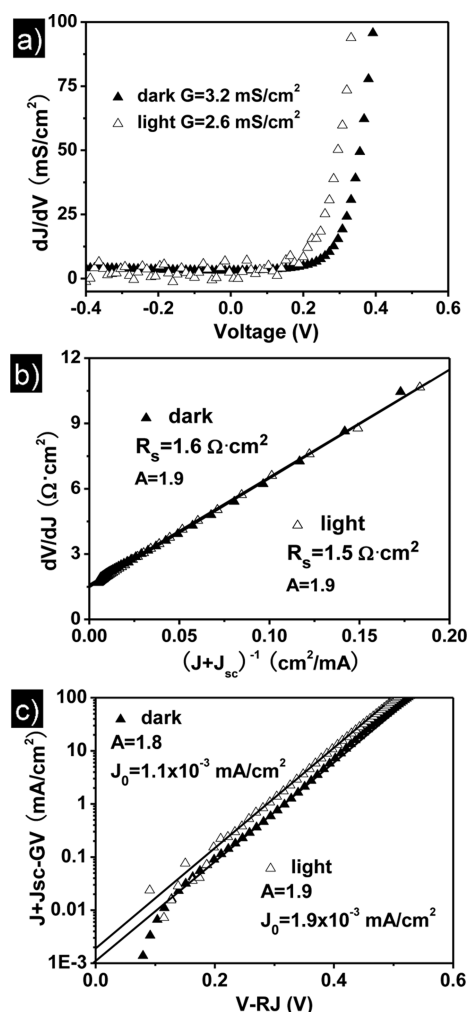 a)
100
75
50
25
0
dJ/dV (mS/cm²)
▲ dark G=3.2 mS/cm²
△ light G=2.6 mS/cm²
-0.4 -0.2 0.0 0.2 0.4 0.6
Voltage (V)
b)
12
9
6
3
0
dV/dJ (Ω·cm²)
▲ dark
Rs=1.6 Ω·cm²
A=1.9
△ light
Rs=1.5 Ω·cm²
A=1.9
0.00 0.05 0.10 0.15 0.20
(J+Jsc)⁻¹ (cm²/mA)
c)
100
10
1
0.1
0.01
1E-3
J+Jsc-GV (mA/cm²)
▲ dark
A=1.8
J₀=1.1x10⁻³ mA/cm²
△ light
A=1.9
J₀=1.9x10⁻³ mA/cm²
0.0 0.2 0.4 0.6
V-RJ (V)